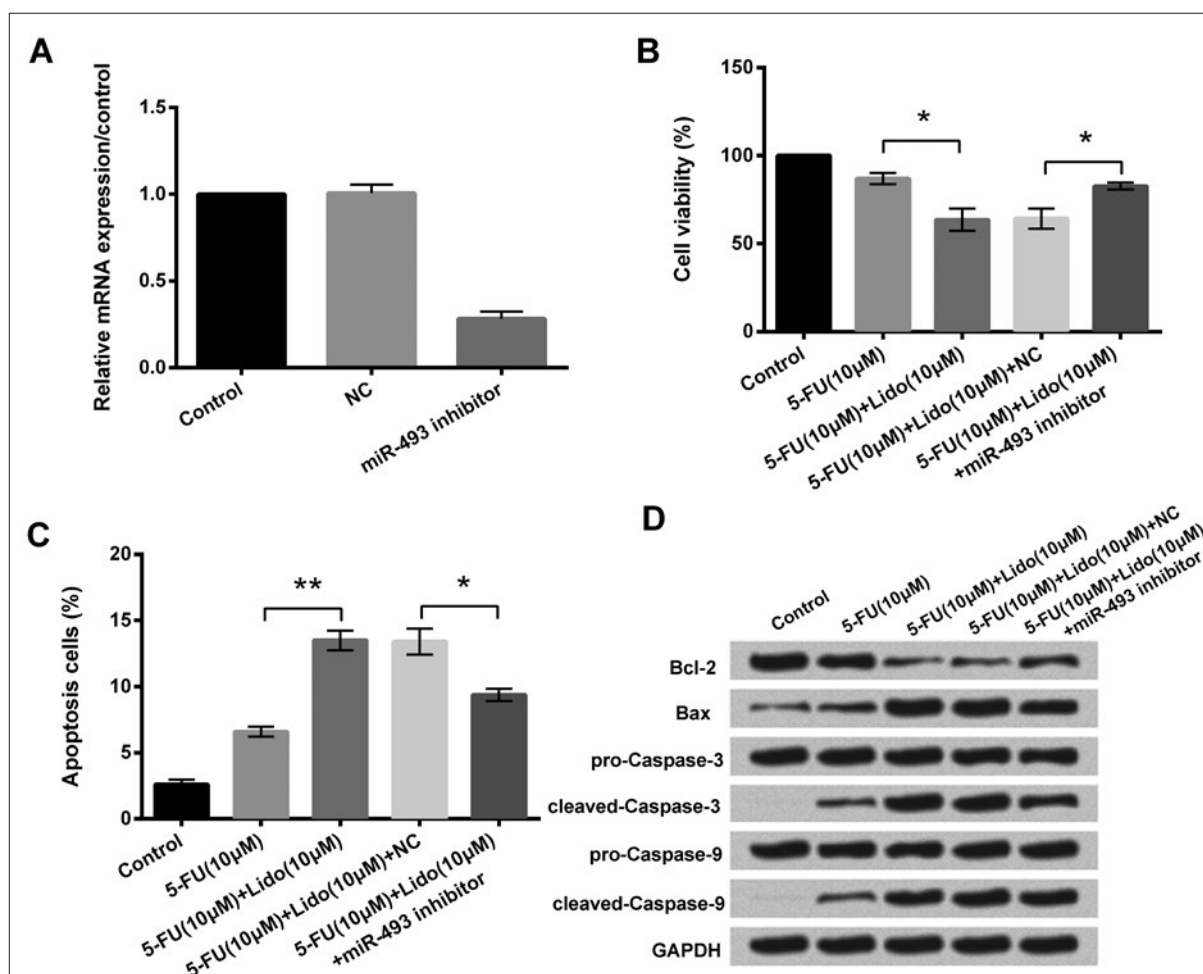 A
Relative mRNA expression/control
1.5
1.0
0.5
0.0
Control
NC
miR-493 inhibitor
B
Cell viability (%)
150
100
50
0
*
*
Control
5-FU(10μM)
5-FU(10μM)+Lido(10μM)
5-FU(10μM)+Lido(10μM)+NC
5-FU(10μM)+Lido(10μM)
+miR-493 inhibitor
C
Apoptosis cells (%)
20
15
10
5
0
**
*
Control
5-FU(10μM)
5-FU(10μM)+Lido(10μM)
5-FU(10μM)+Lido(10μM)+NC
5-FU(10μM)+Lido(10μM)
+miR-493 inhibitor
D
Control
5-FU(10μM)
5-FU(10μM)+Lido(10μM)
5-FU(10μM)+Lido(10μM)+NC
5-FU(10μM)+Lido(10μM)
+miR-493 inhibitor
Bcl-2
Bax
pro-Caspase-3
cleaved-Caspase-3
pro-Caspase-9
cleaved-Caspase-9
GAPDH